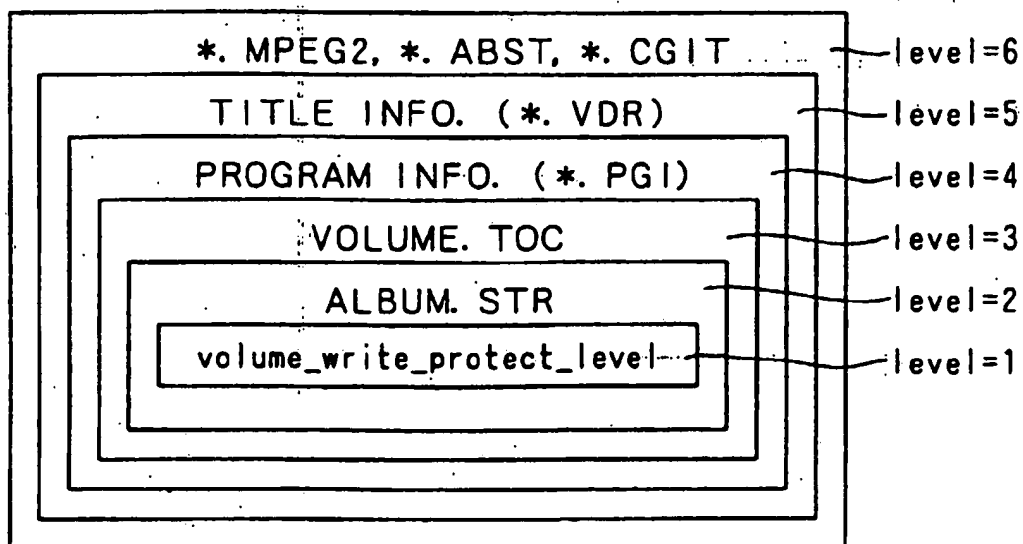 *. MPEG2, *. ABST, *. CGIT level=6
TITLE INFO. (*. VDR) level=5
PROGRAM INFO. (*. PGI) level=4
VOLUME. TOC level=3
ALBUM. STR level=2
volume_write_protect_level level=1